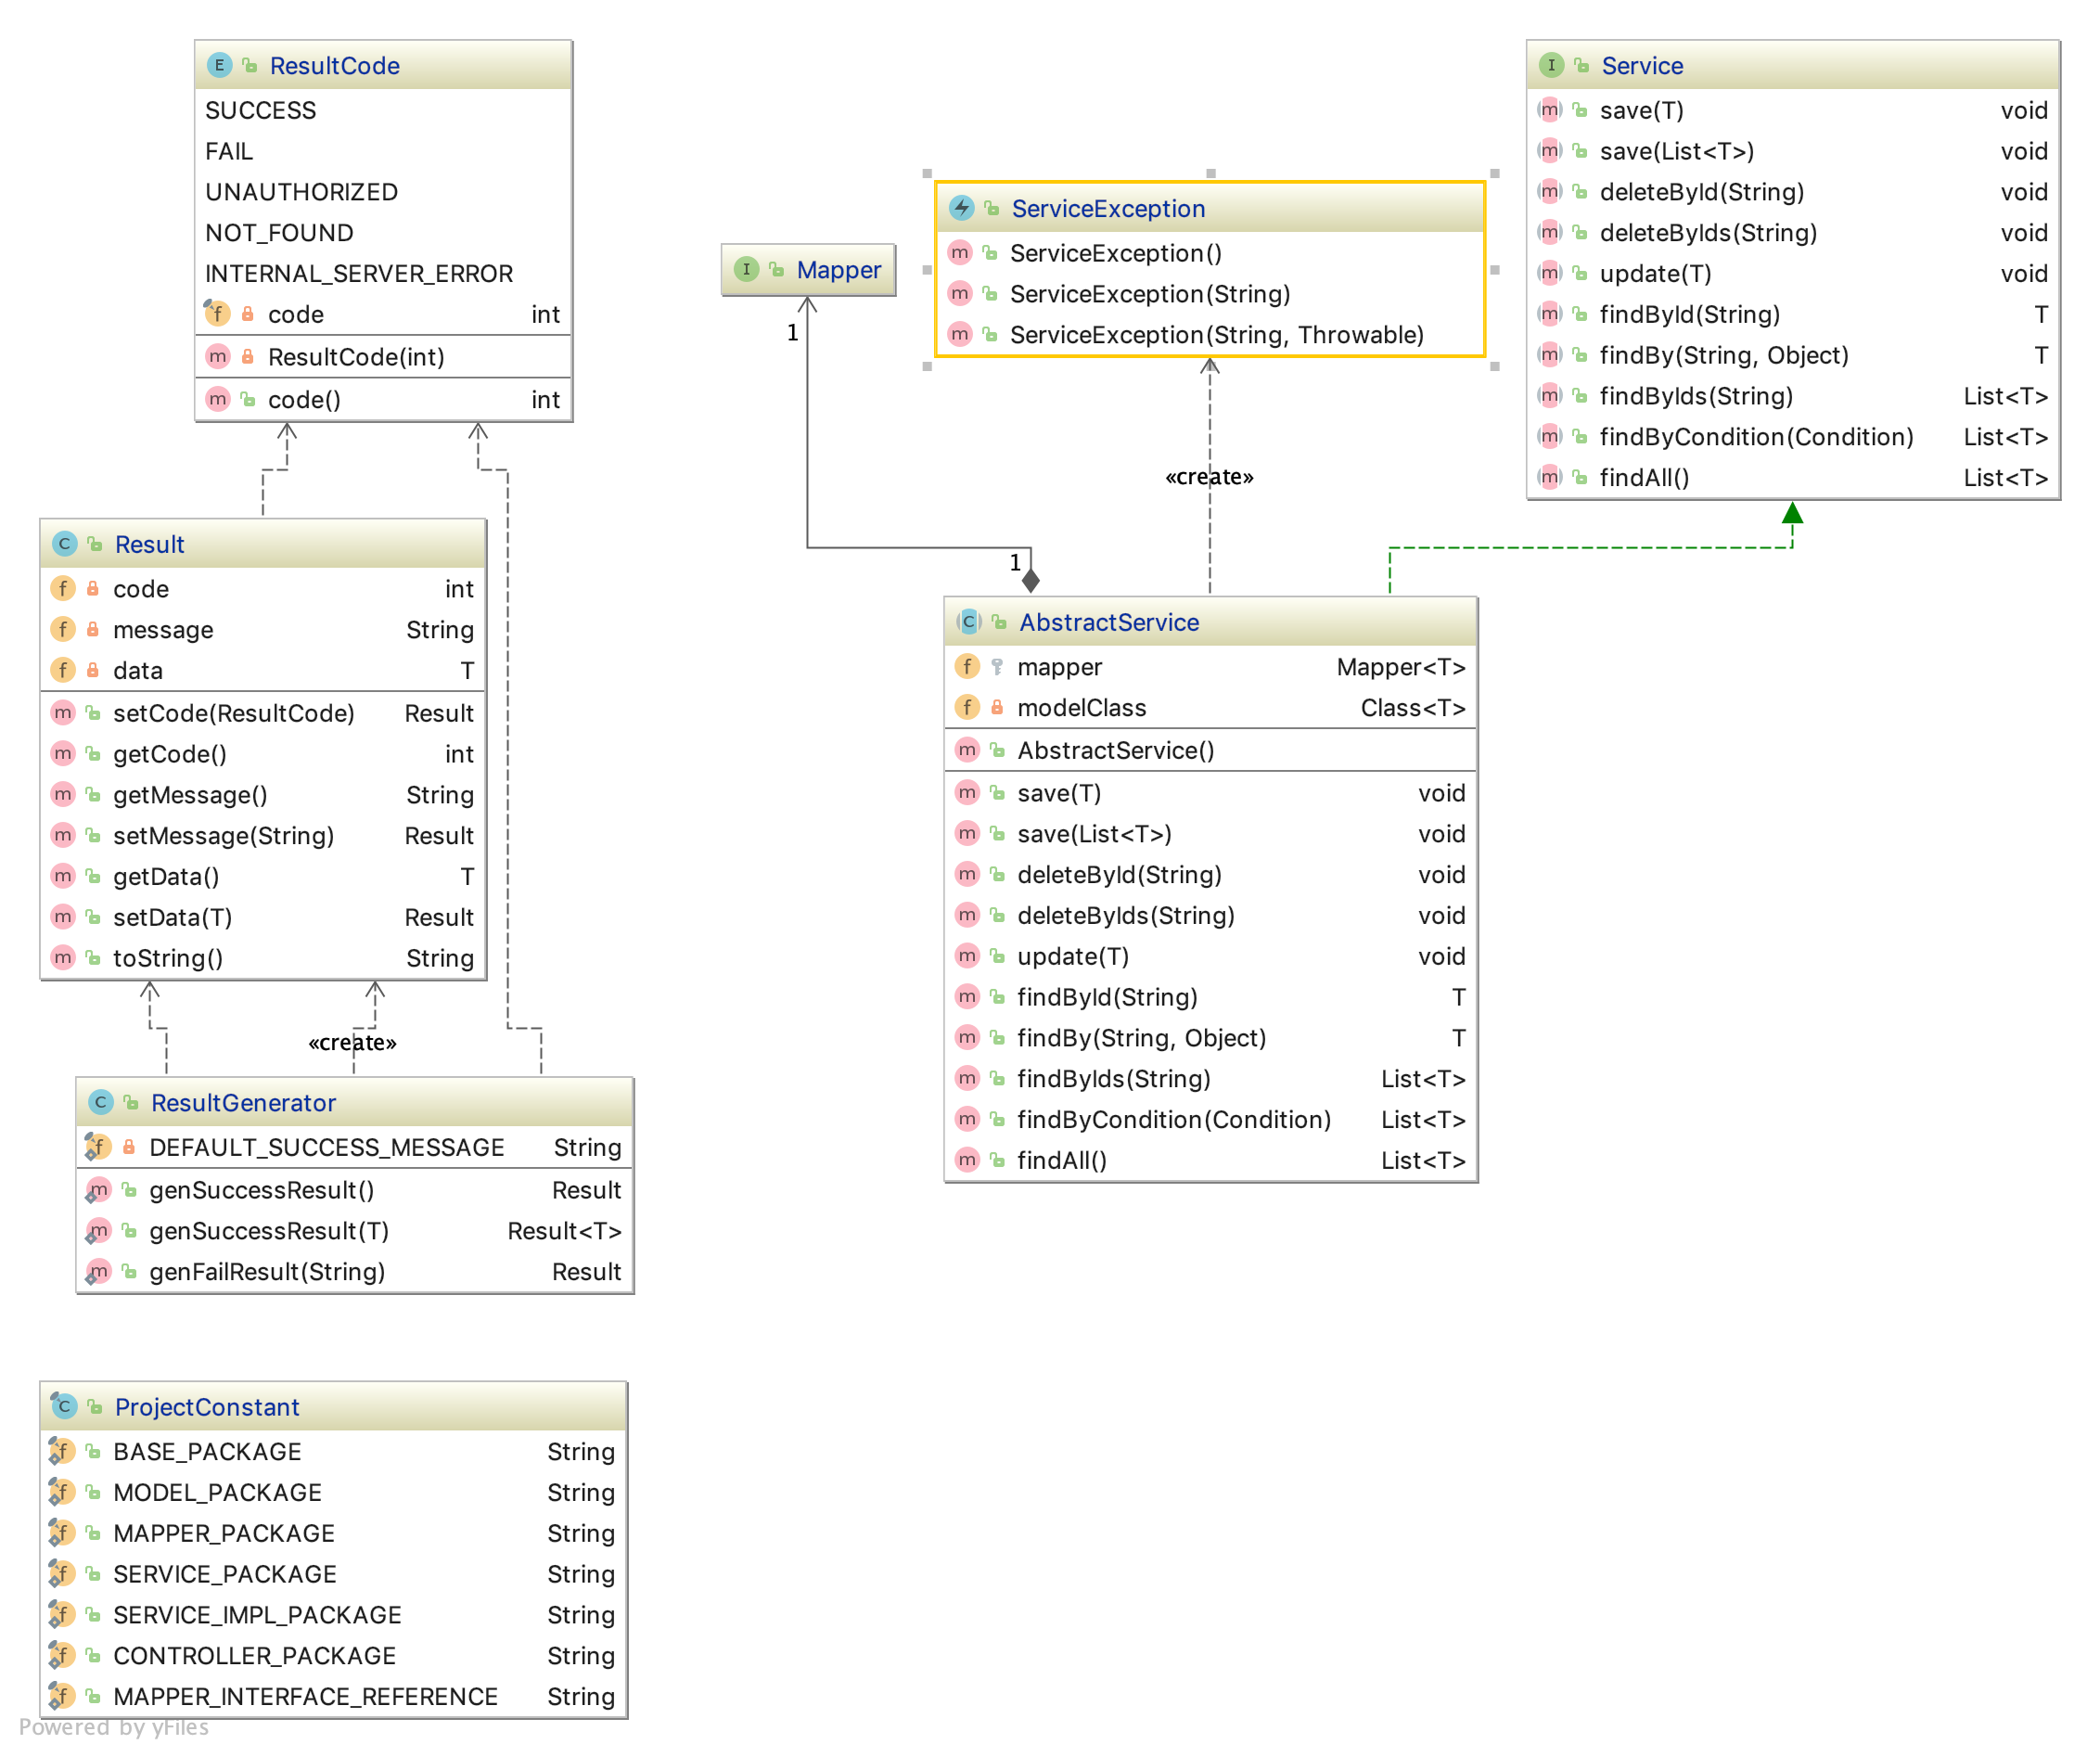 ResultCode
SUCCESS
FAIL
UNAUTHORIZED
NOT_FOUND
INTERNAL_SERVER_ERROR
code int
ResultCode(int)
code() int
Result
code int
message String
data T
setCode(ResultCode) Result
getCode() int
getMessage() String
setMessage(String) Result
getData() T
setData(T) Result
toString() String
«create»
ResultGenerator
DEFAULT_SUCCESS_MESSAGE String
genSuccessResult() Result
genSuccessResult(T) Result<T>
genFailResult(String) Result
ProjectConstant
BASE_PACKAGE String
MODEL_PACKAGE String
MAPPER_PACKAGE String
SERVICE_PACKAGE String
SERVICE_IMPL_PACKAGE String
CONTROLLER_PACKAGE String
MAPPER_INTERFACE_REFERENCE String
Powered by yFiles
Mapper
1
1
ServiceException
ServiceException()
ServiceException(String)
ServiceException(String, Throwable)
«create»
AbstractService
mapper Mapper<T>
modelClass Class<T>
AbstractService()
save(T) void
save(List<T>) void
deleteById(String) void
deleteByIds(String) void
update(T) void
findById(String) T
findBy(String, Object) T
findByIds(String) List<T>
findByCondition(Condition) List<T>
findAll() List<T>
Service
save(T) void
save(List<T>) void
deleteById(String) void
deleteByIds(String) void
update(T) void
findById(String) T
findBy(String, Object) T
findByIds(String) List<T>
findByCondition(Condition) List<T>
findAll() List<T>